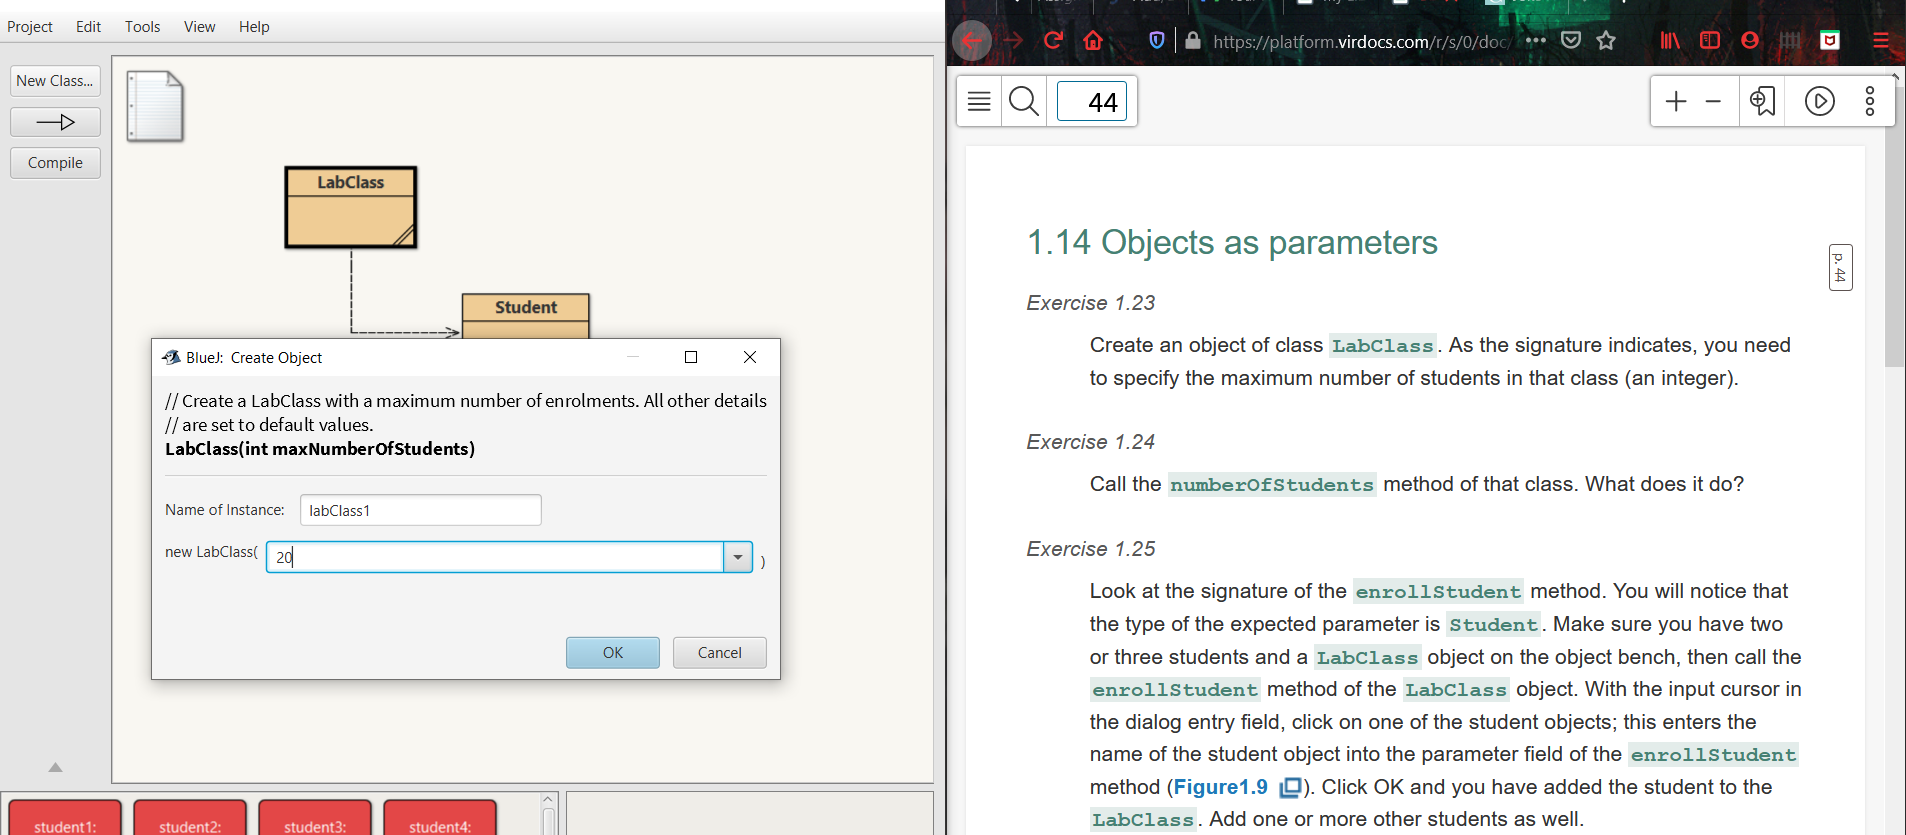 Project Edit Tools View Help
New Class...
Compile
LabClass
Student
BlueJ: Create Object
// Create a LabClass with a maximum number of enrolments. All other details
// are set to default values.
LabClass(int maxNumberOfStudents)
Name of Instance: labClass1
new LabClass( 20 )
OK Cancel
student1: student2: student3: student4:
https://platform.virdocs.com/r/s/0/doc/
44
1.14 Objects as parameters
p. 44
Exercise 1.23
Create an object of class LabClass. As the signature indicates, you need
to specify the maximum number of students in that class (an integer).
Exercise 1.24
Call the numberOfStudents method of that class. What does it do?
Exercise 1.25
Look at the signature of the enrollStudent method. You will notice that
the type of the expected parameter is Student. Make sure you have two
or three students and a LabClass object on the object bench, then call the
enrollStudent method of the LabClass object. With the input cursor in
the dialog entry field, click on one of the student objects; this enters the
name of the student object into the parameter field of the enrollStudent
method (Figure1.9 ). Click OK and you have added the student to the
LabClass. Add one or more other students as well.